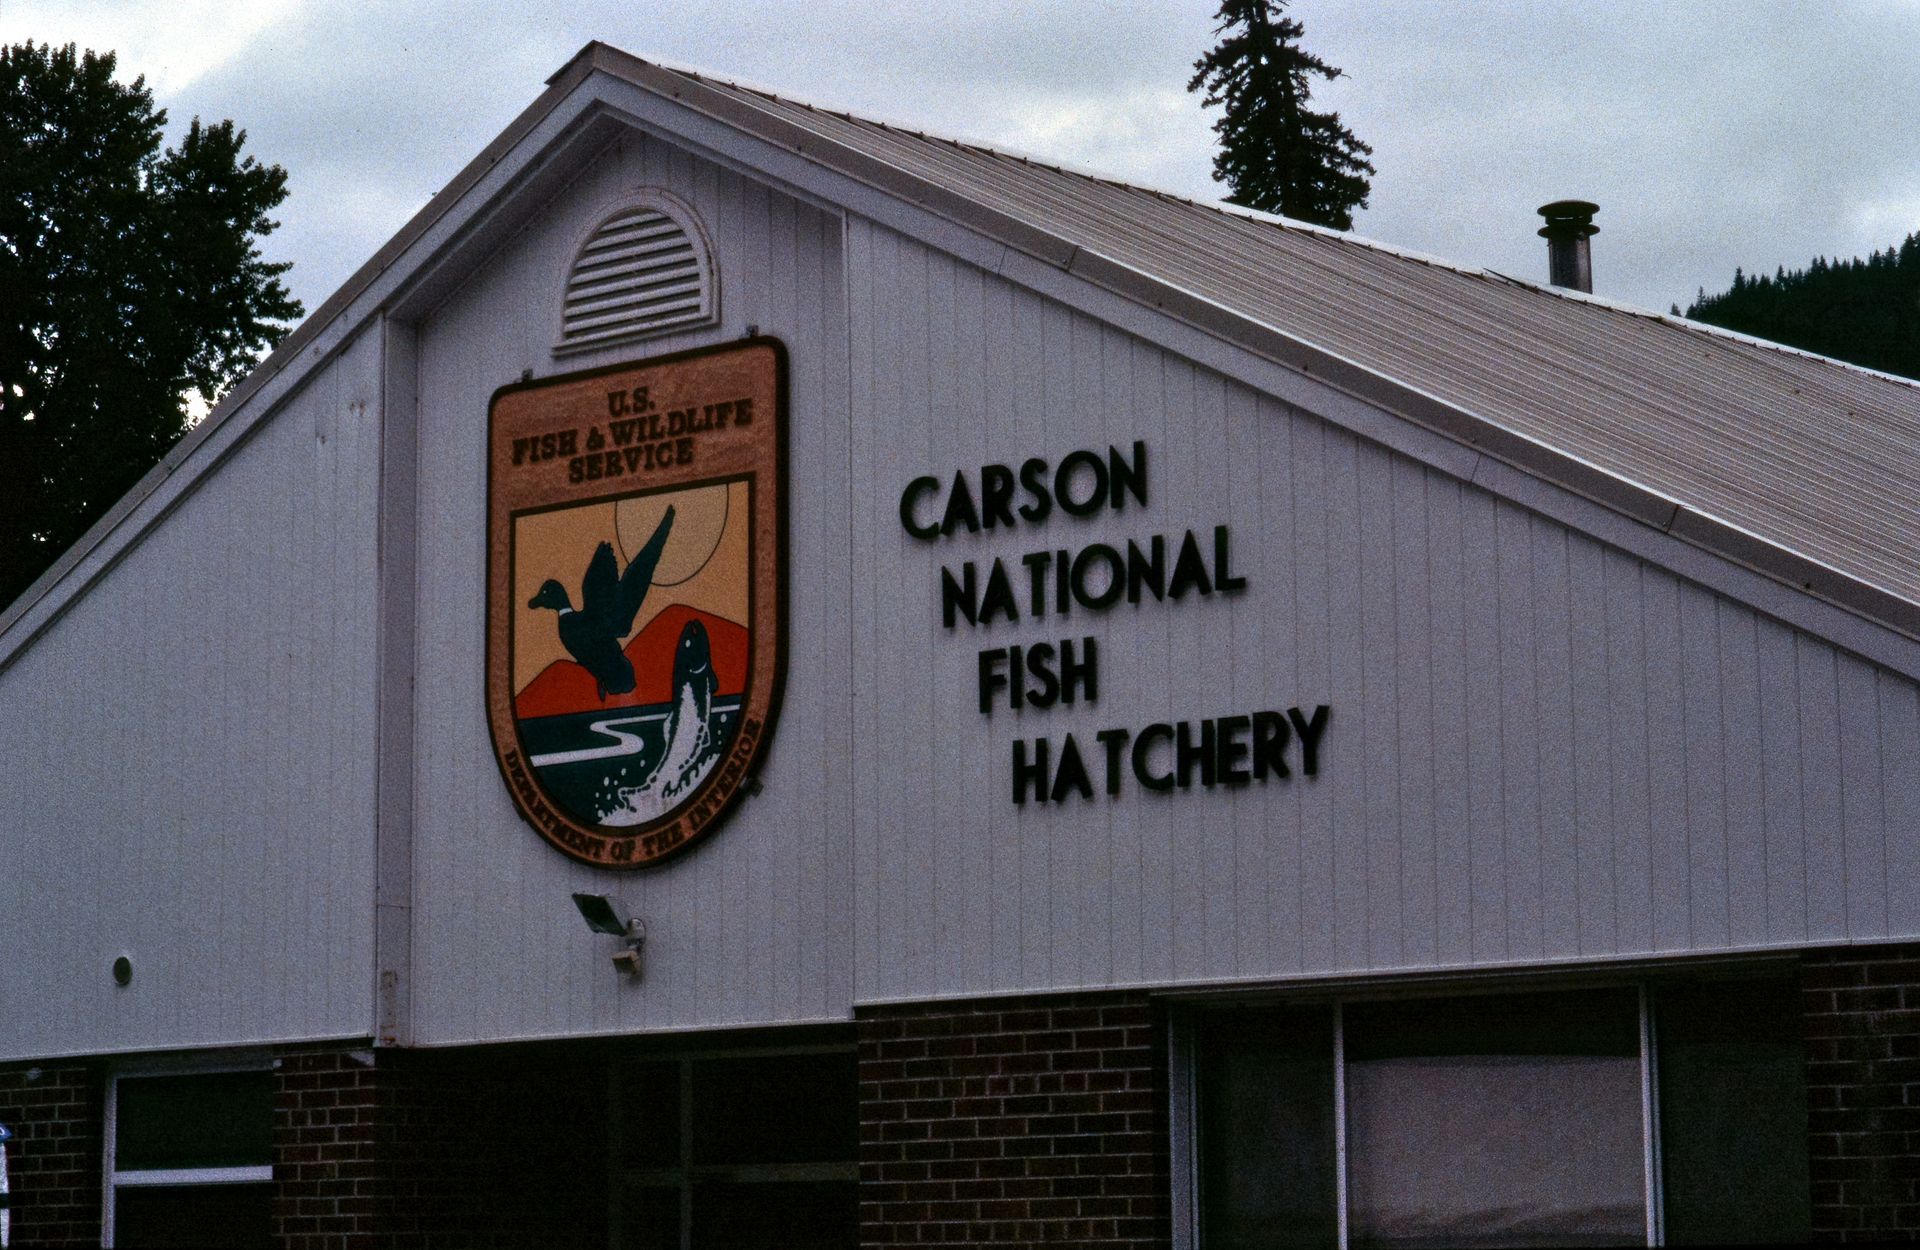 U.S.
FISH & WILDLIFE
SERVICE
DEPARTMENT OF THE INTERIOR
CARSON
NATIONAL
FISH
HATCHERY